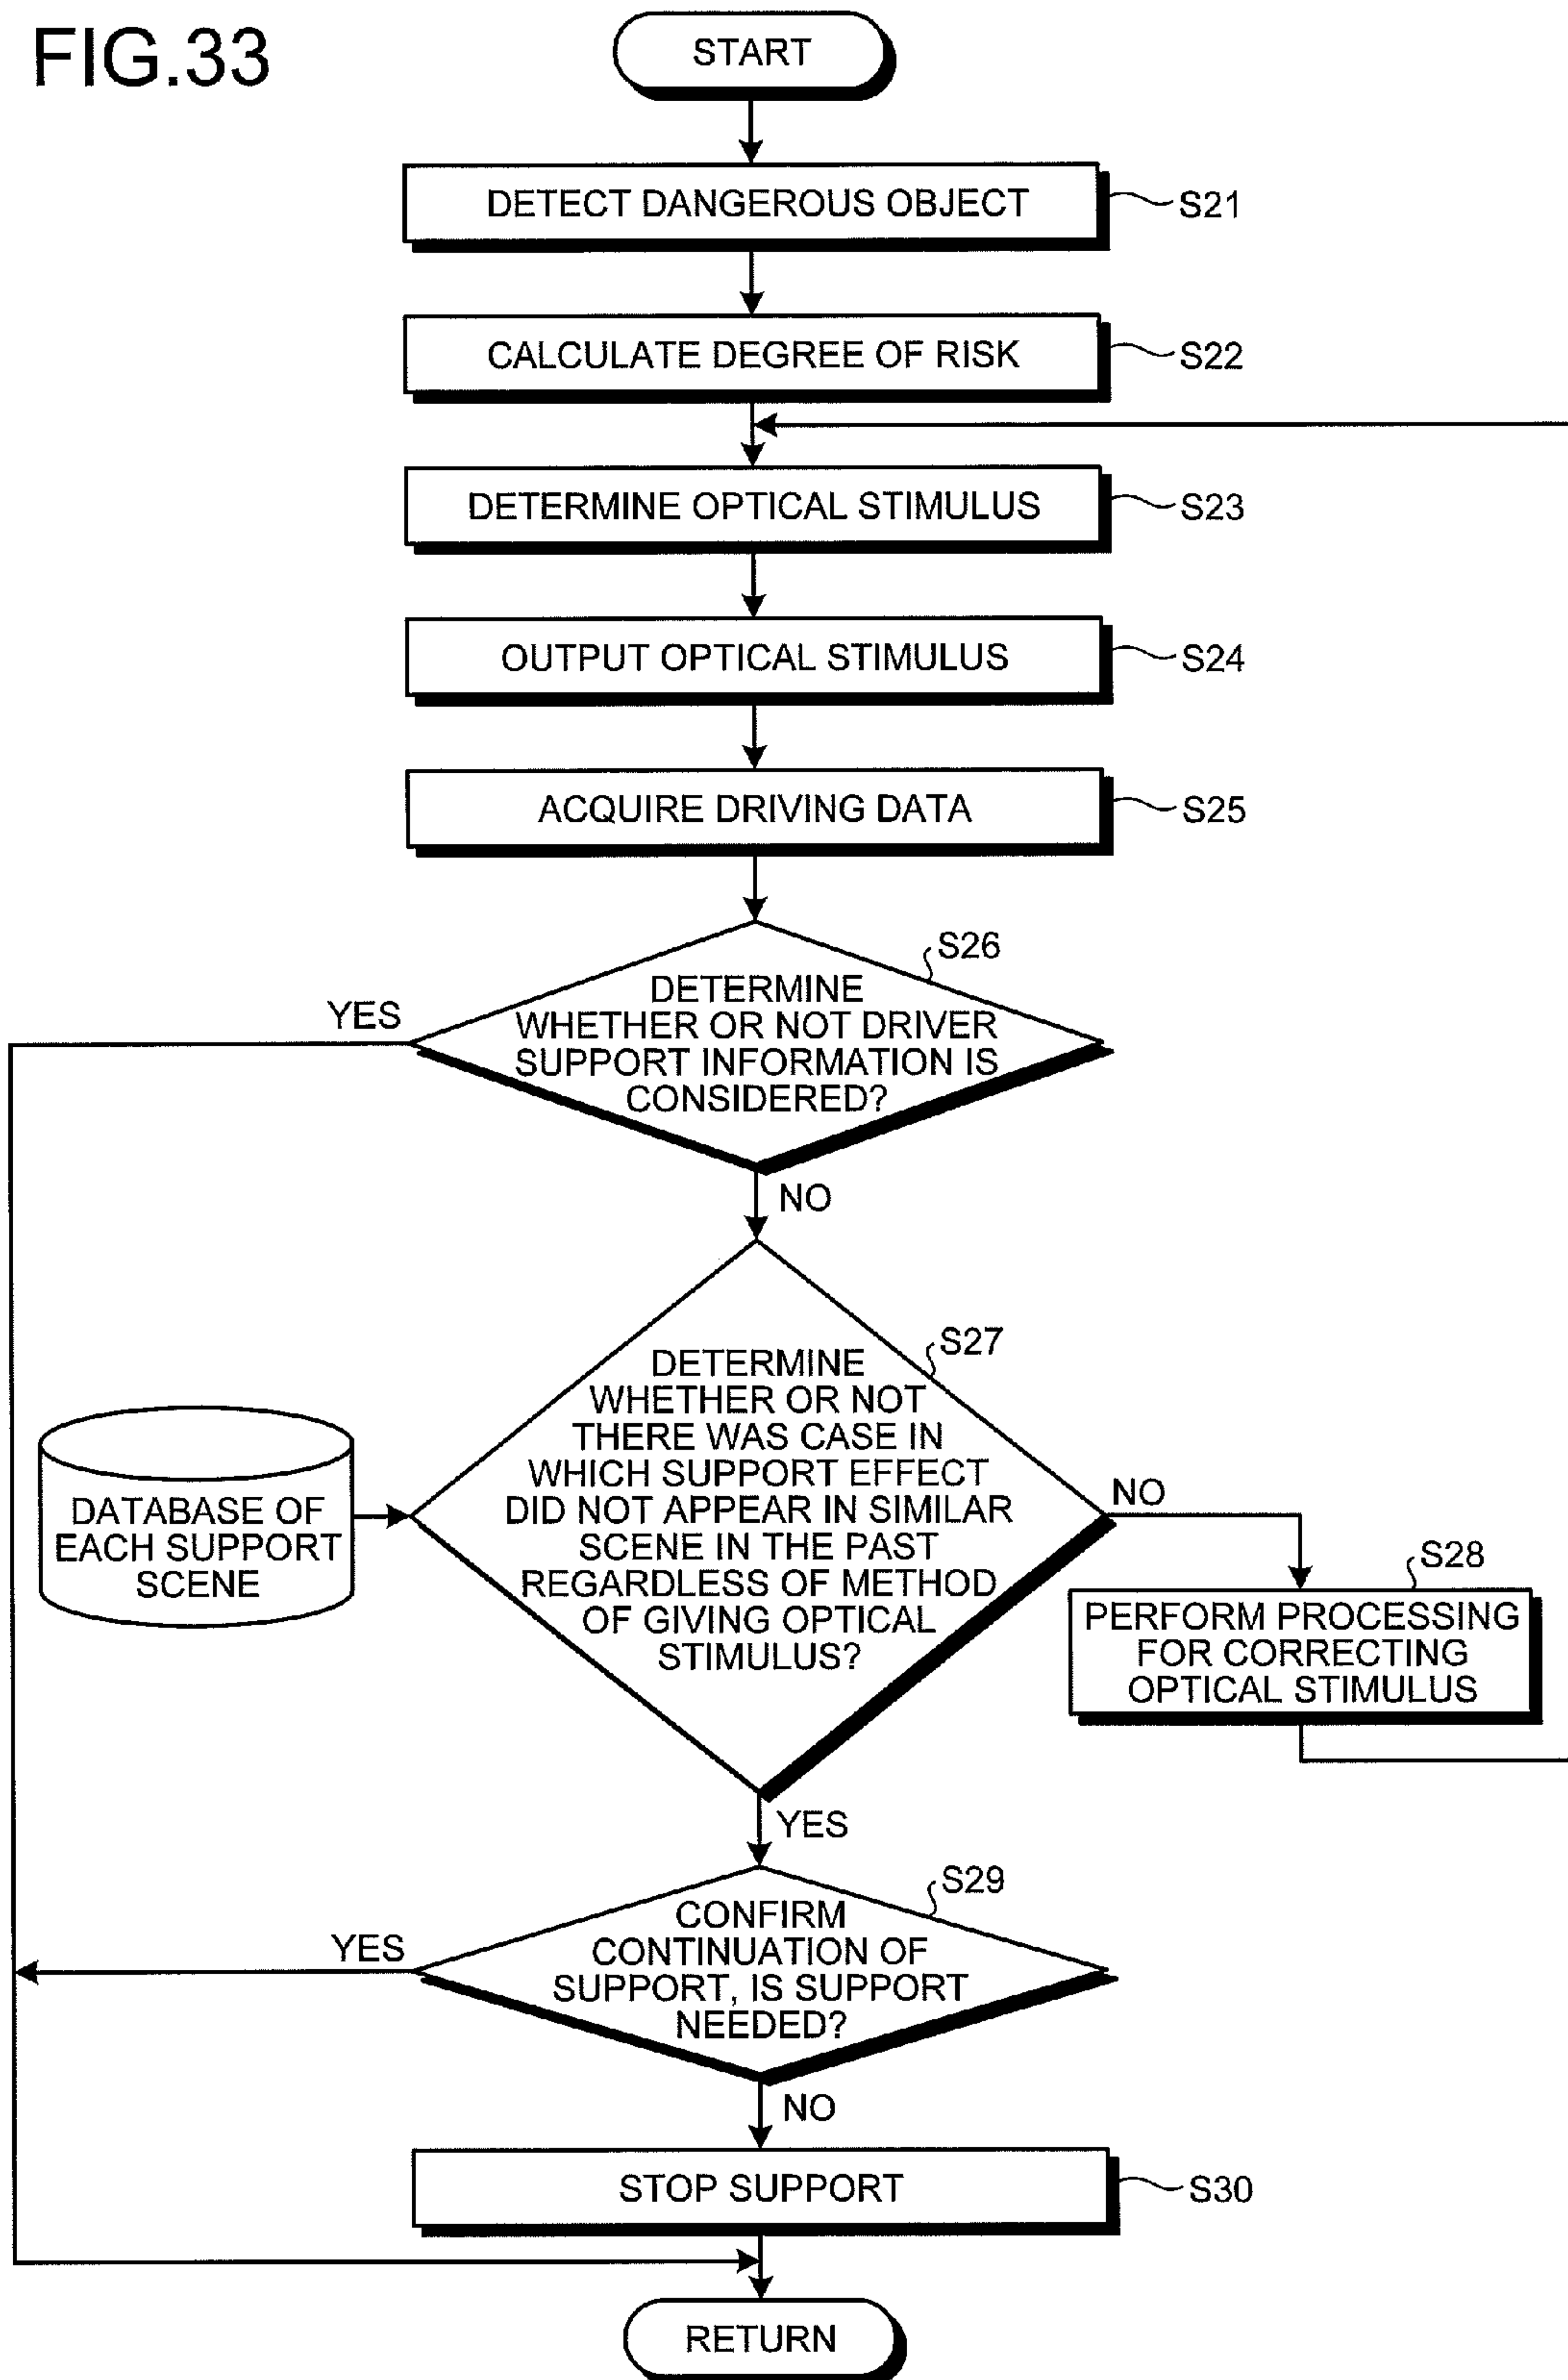 FIG.33
START
DETECT DANGEROUS OBJECT
S21
CALCULATE DEGREE OF RISK
S22
DETERMINE OPTICAL STIMULUS
S23
OUTPUT OPTICAL STIMULUS
S24
ACQUIRE DRIVING DATA
S25
S26
YES
DETERMINE
WHETHER OR NOT DRIVER
SUPPORT INFORMATION IS
CONSIDERED?
NO
S27
DETERMINE
WHETHER OR NOT
THERE WAS CASE IN
WHICH SUPPORT EFFECT
DID NOT APPEAR IN SIMILAR
SCENE IN THE PAST
REGARDLESS OF METHOD
OF GIVING OPTICAL
STIMULUS?
DATABASE OF
EACH SUPPORT
SCENE
NO
S28
PERFORM PROCESSING
FOR CORRECTING
OPTICAL STIMULUS
YES
S29
YES
CONFIRM
CONTINUATION OF
SUPPORT, IS SUPPORT
NEEDED?
NO
STOP SUPPORT
S30
RETURN